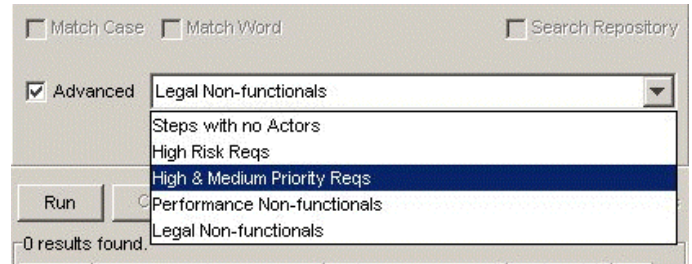 Match Case Match Word Search Repository
Advanced Legal Non-functionals
Steps with no Actors
High Risk Reqs
High & Medium Priority Reqs
Run Performance Non-functionals
Legal Non-functionals
0 results found.